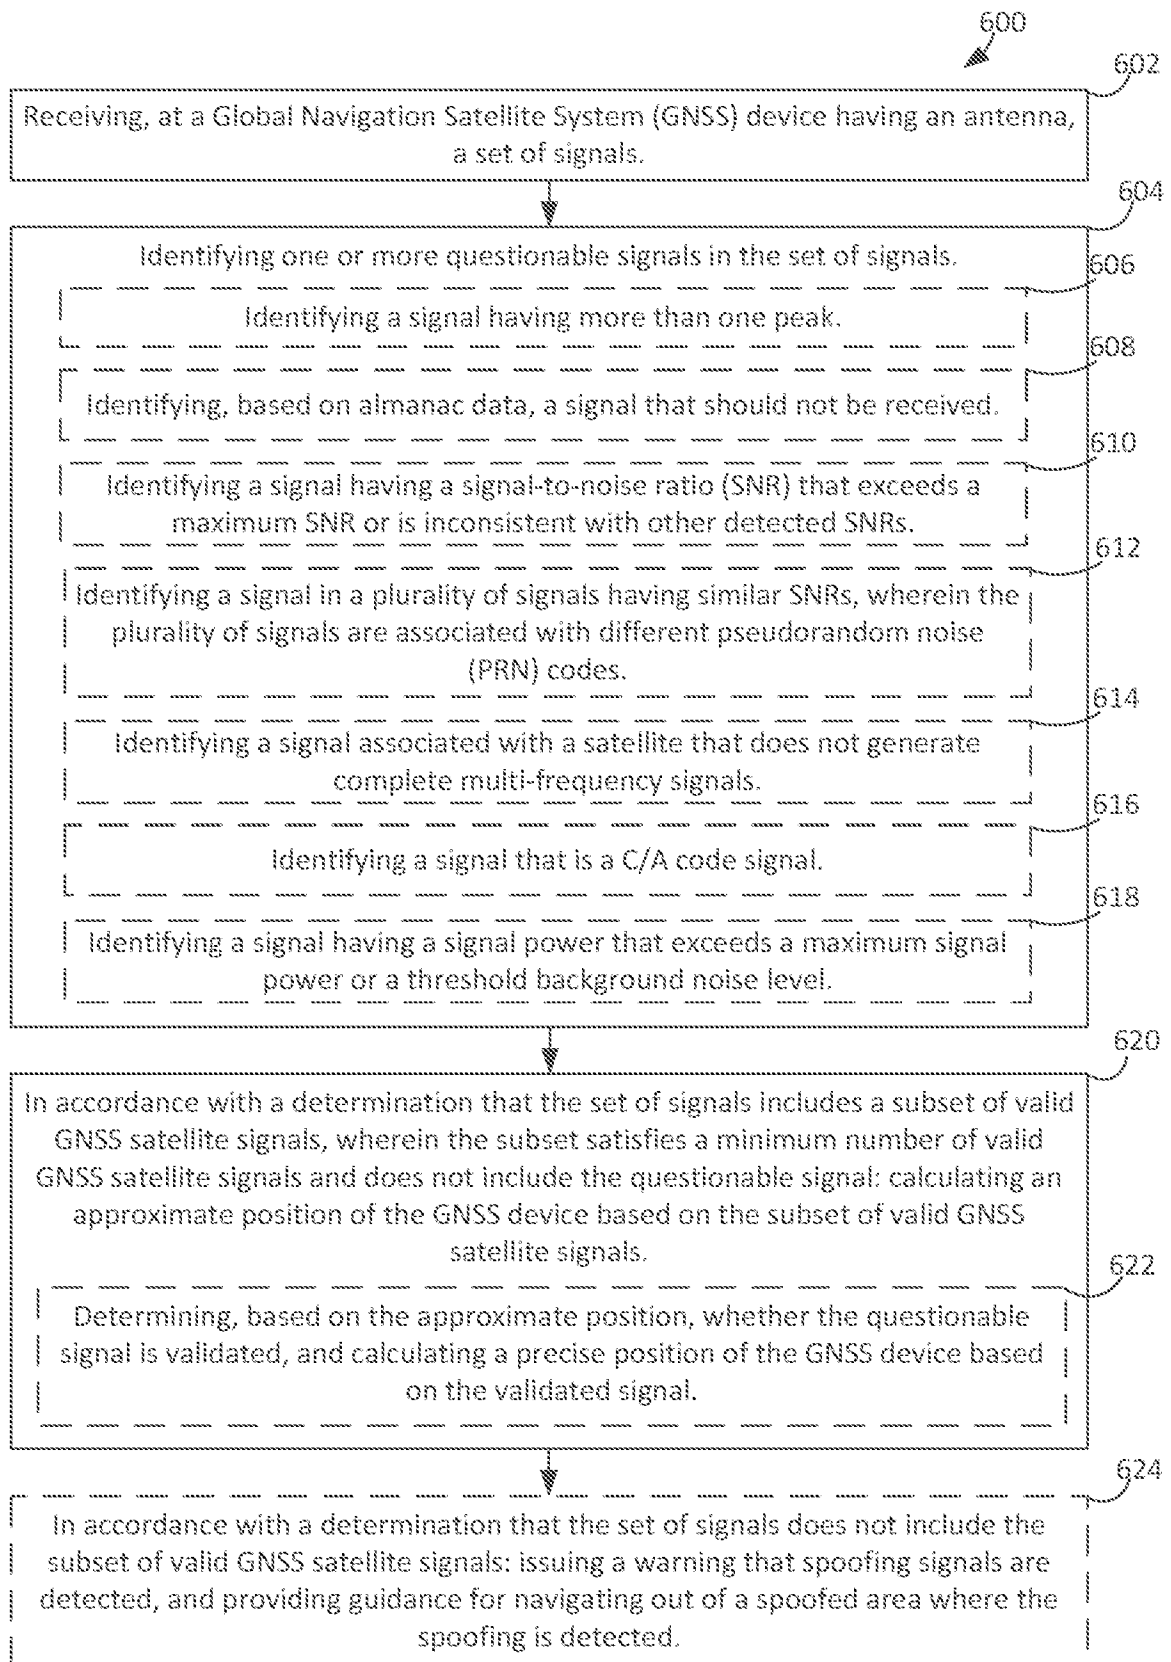 600
602
Receiving, at a Global Navigation Satellite System (GNSS) device having an antenna,
a set of signals.
604
Identifying one or more questionable signals in the set of signals.
606
Identifying a signal having more than one peak.
608
Identifying, based on almanac data, a signal that should not be received.
610
Identifying a signal having a signal-to-noise ratio (SNR) that exceeds a
maximum SNR or is inconsistent with other detected SNRs.
612
Identifying a signal in a plurality of signals having similar SNRs, wherein the
plurality of signals are associated with different pseudorandom noise
(PRN) codes.
614
Identifying a signal associated with a satellite that does not generate
complete multi-frequency signals.
616
Identifying a signal that is a C/A code signal.
618
Identifying a signal having a signal power that exceeds a maximum signal
power or a threshold background noise level.
620
In accordance with a determination that the set of signals includes a subset of valid
GNSS satellite signals, wherein the subset satisfies a minimum number of valid
GNSS satellite signals and does not include the questionable signal: calculating an
approximate position of the GNSS device based on the subset of valid GNSS
satellite signals.
622
Determining, based on the approximate position, whether the questionable
signal is validated, and calculating a precise position of the GNSS device based
on the validated signal.
624
In accordance with a determination that the set of signals does not include the
subset of valid GNSS satellite signals: issuing a warning that spoofing signals are
detected, and providing guidance for navigating out of a spoofed area where the
spoofing is detected.